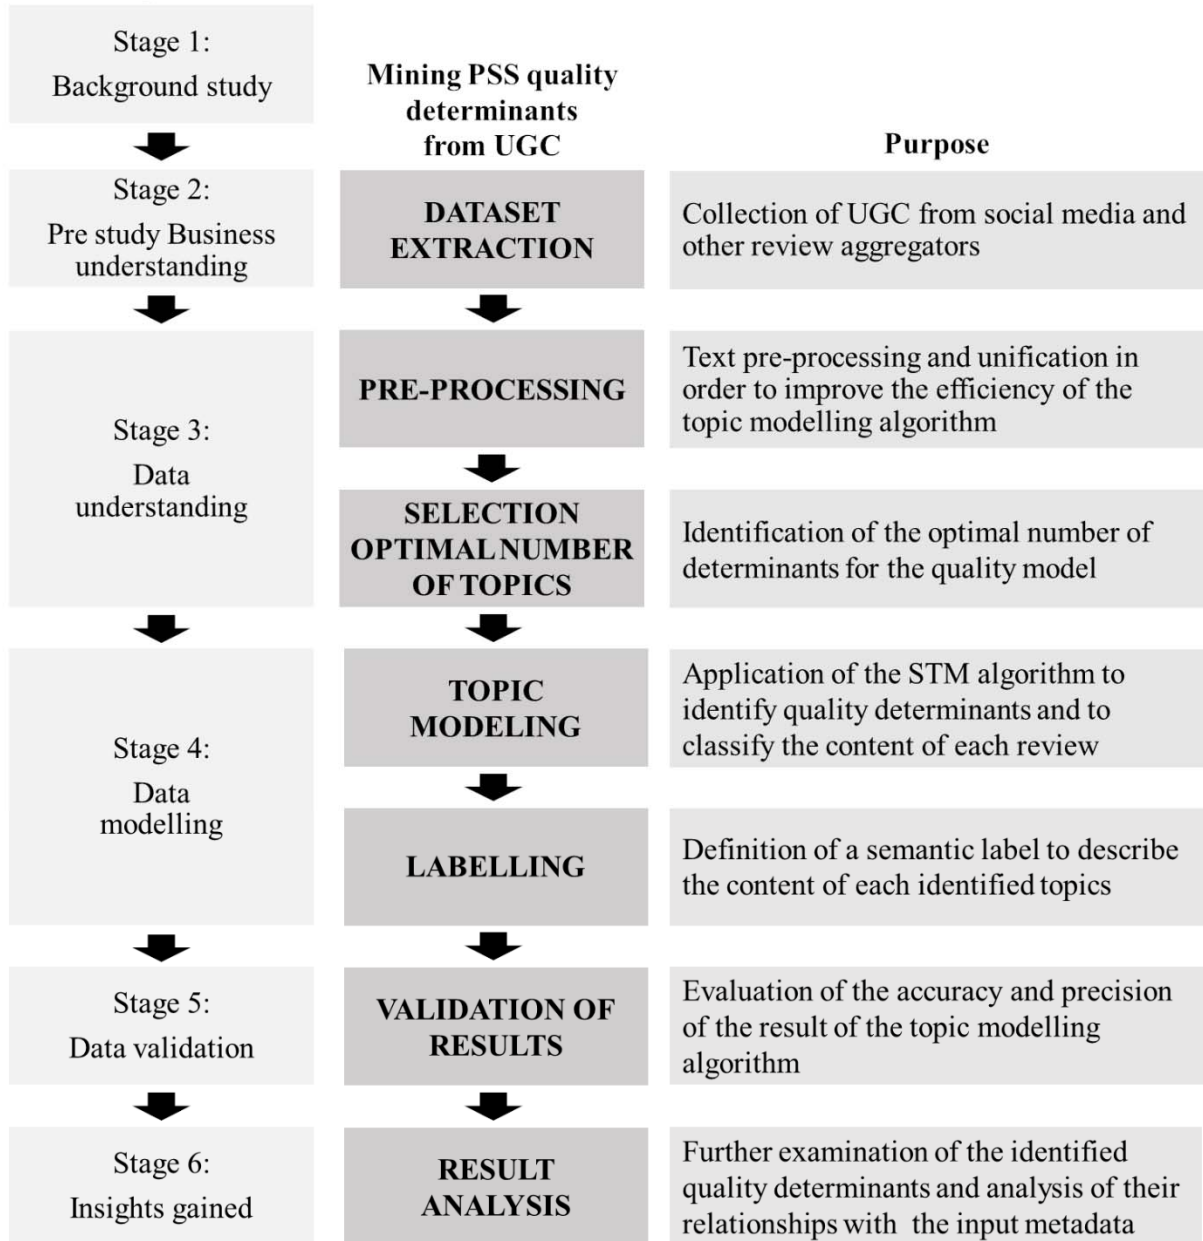 Stage 1:
Background study
Mining PSS quality
determinants
from UGC
Purpose
Stage 2:
Pre study Business
understanding
DATASET
EXTRACTION
Collection of UGC from social media and
other review aggregators
Stage 3:
Data
understanding
PRE-PROCESSING
Text pre-processing and unification in
order to improve the efficiency of the
topic modelling algorithm
SELECTION
OPTIMAL NUMBER
OF TOPICS
Identification of the optimal number of
determinants for the quality model
Stage 4:
Data
modelling
TOPIC
MODELING
Application of the STM algorithm to
identify quality determinants and to
classify the content of each review
LABELLING
Definition of a semantic label to describe
the content of each identified topics
Stage 5:
Data validation
VALIDATION OF
RESULTS
Evaluation of the accuracy and precision
of the result of the topic modelling
algorithm
Stage 6:
Insights gained
RESULT
ANALYSIS
Further examination of the identified
quality determinants and analysis of their
relationships with the input metadata